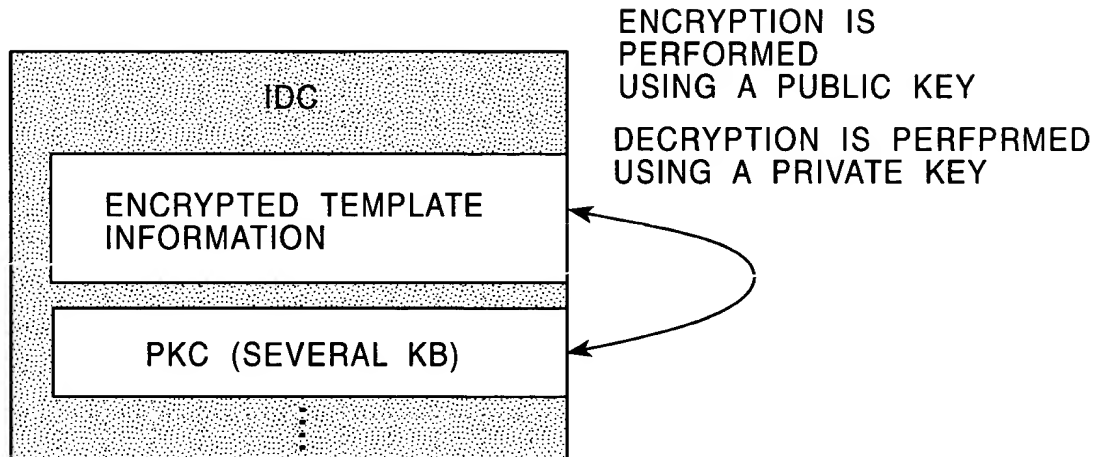 ENCRYPTION IS
PERFORMED
USING A PUBLIC KEY
DECRYPTION IS PERFPRMED
USING A PRIVATE KEY
IDC
ENCRYPTED TEMPLATE
INFORMATION
PKC (SEVERAL KB)